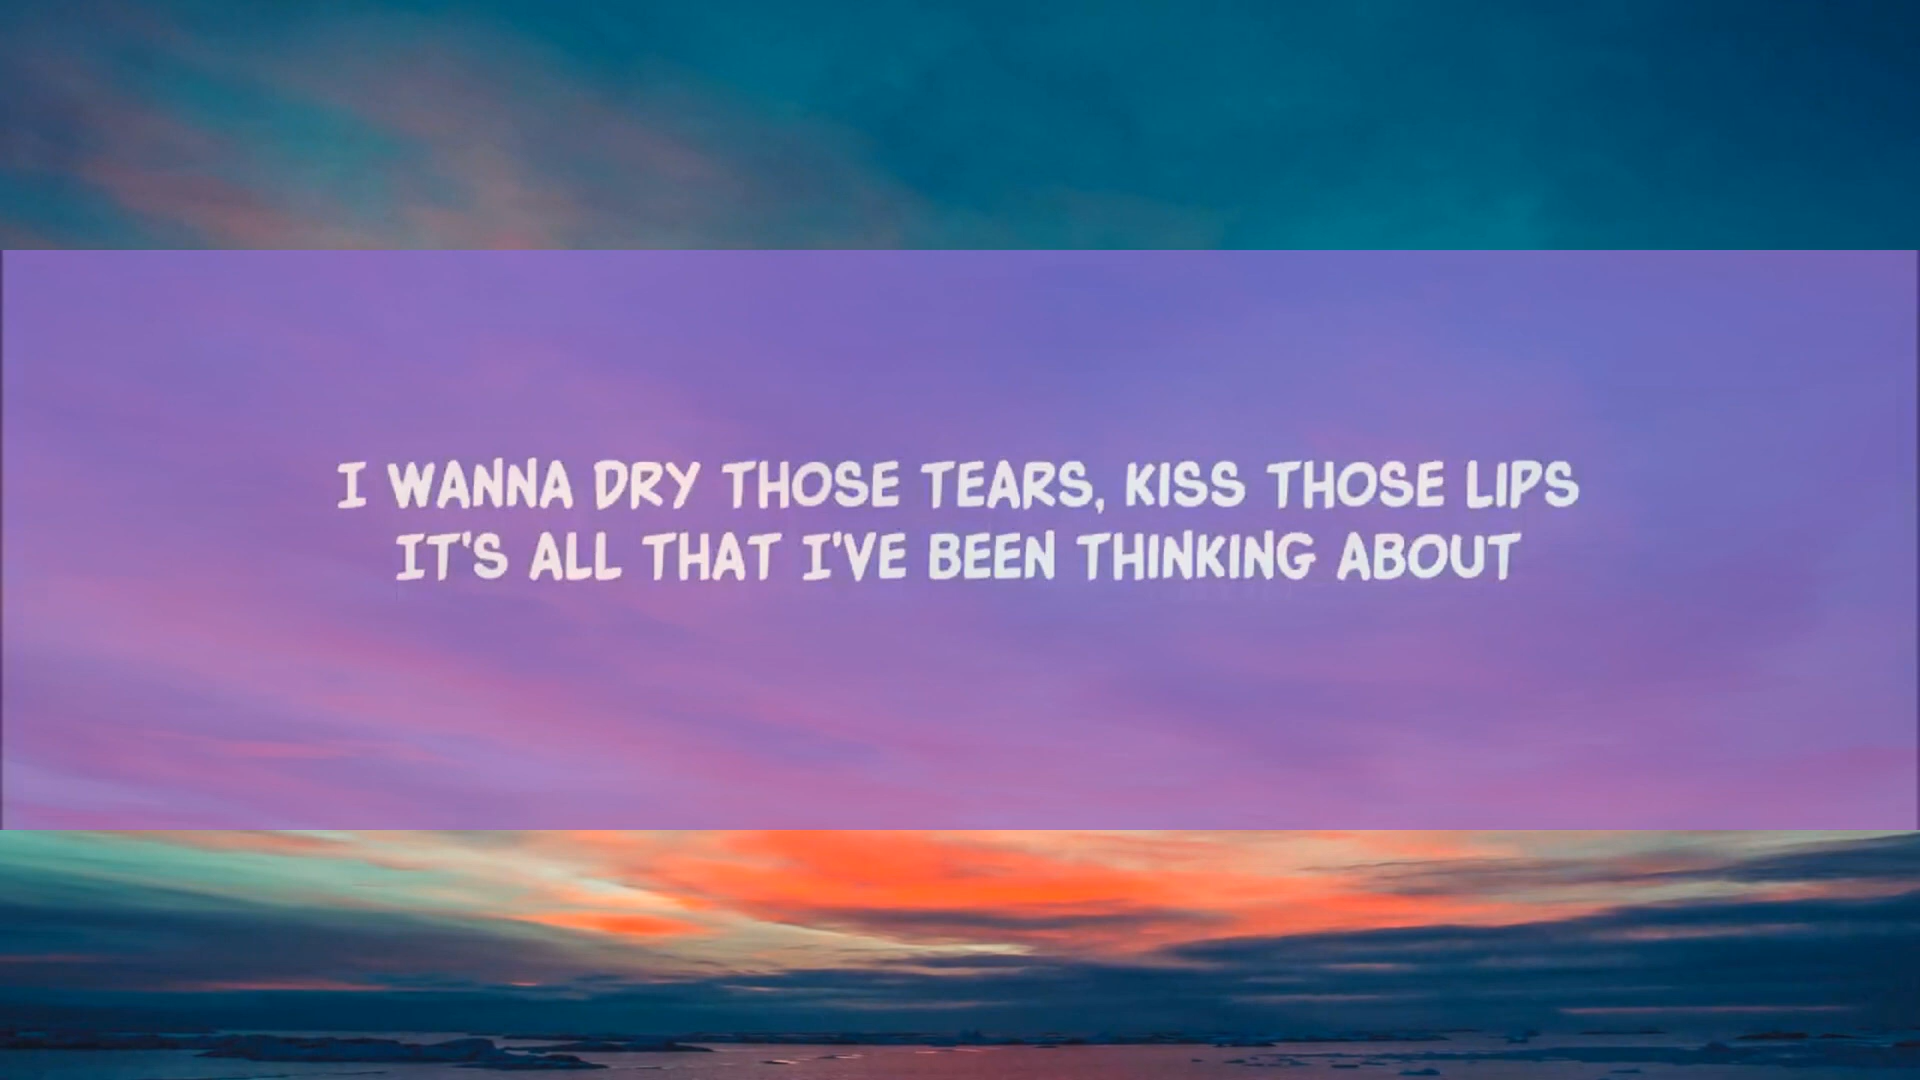 I WANNA DRY THOSE TEARS, KISS THOSE LIPS
IT'S ALL THAT I'VE BEEN THINKING ABOUT